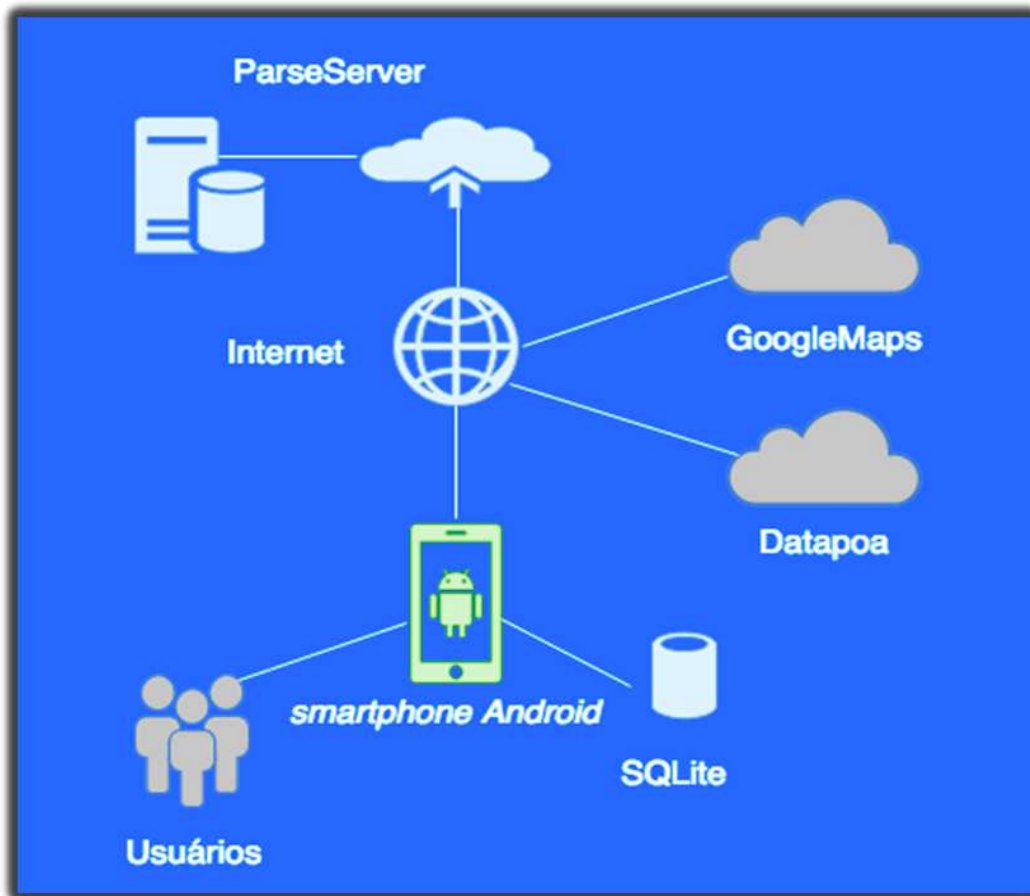 ParseServer
Internet
GoogleMaps
Datapoa
smartphone Android
SQLite
Usuários